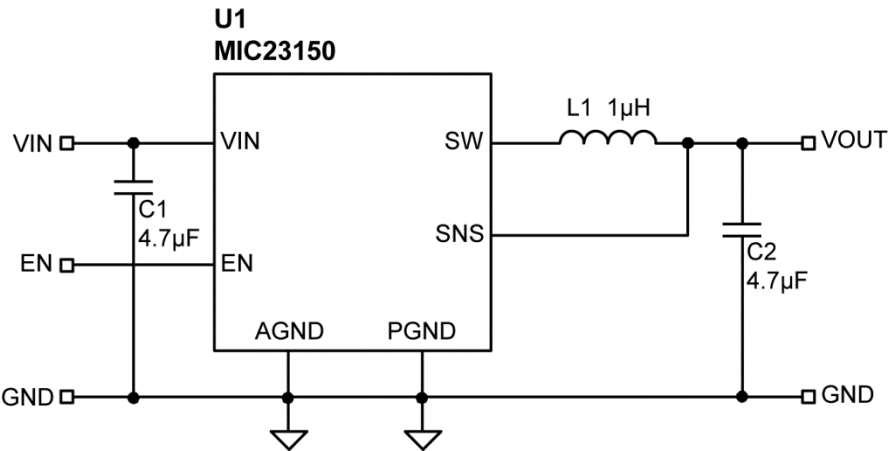 U1
MIC23150
L1 1µH
VIN
VIN
SW
VOUT
C1
4.7µF
SNS
C2
4.7µF
EN
EN
AGND
PGND
GND
GND